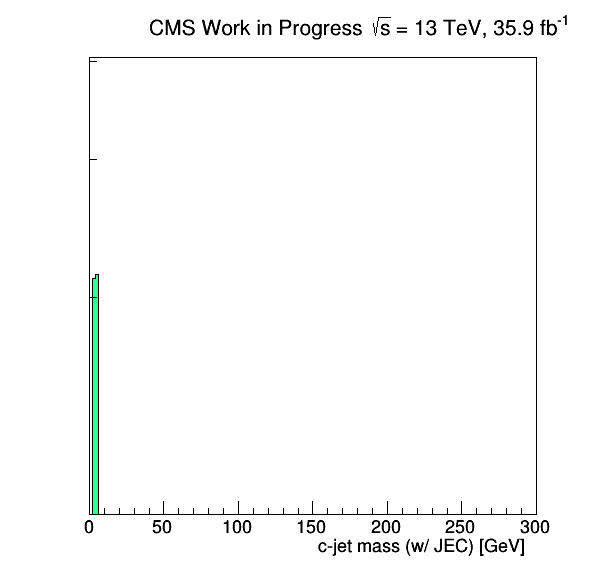 CMS Work in Progress √s = 13 TeV, 35.9 fb⁻¹
0 50 100 150 200 250 300
c-jet mass (w/ JEC) [GeV]